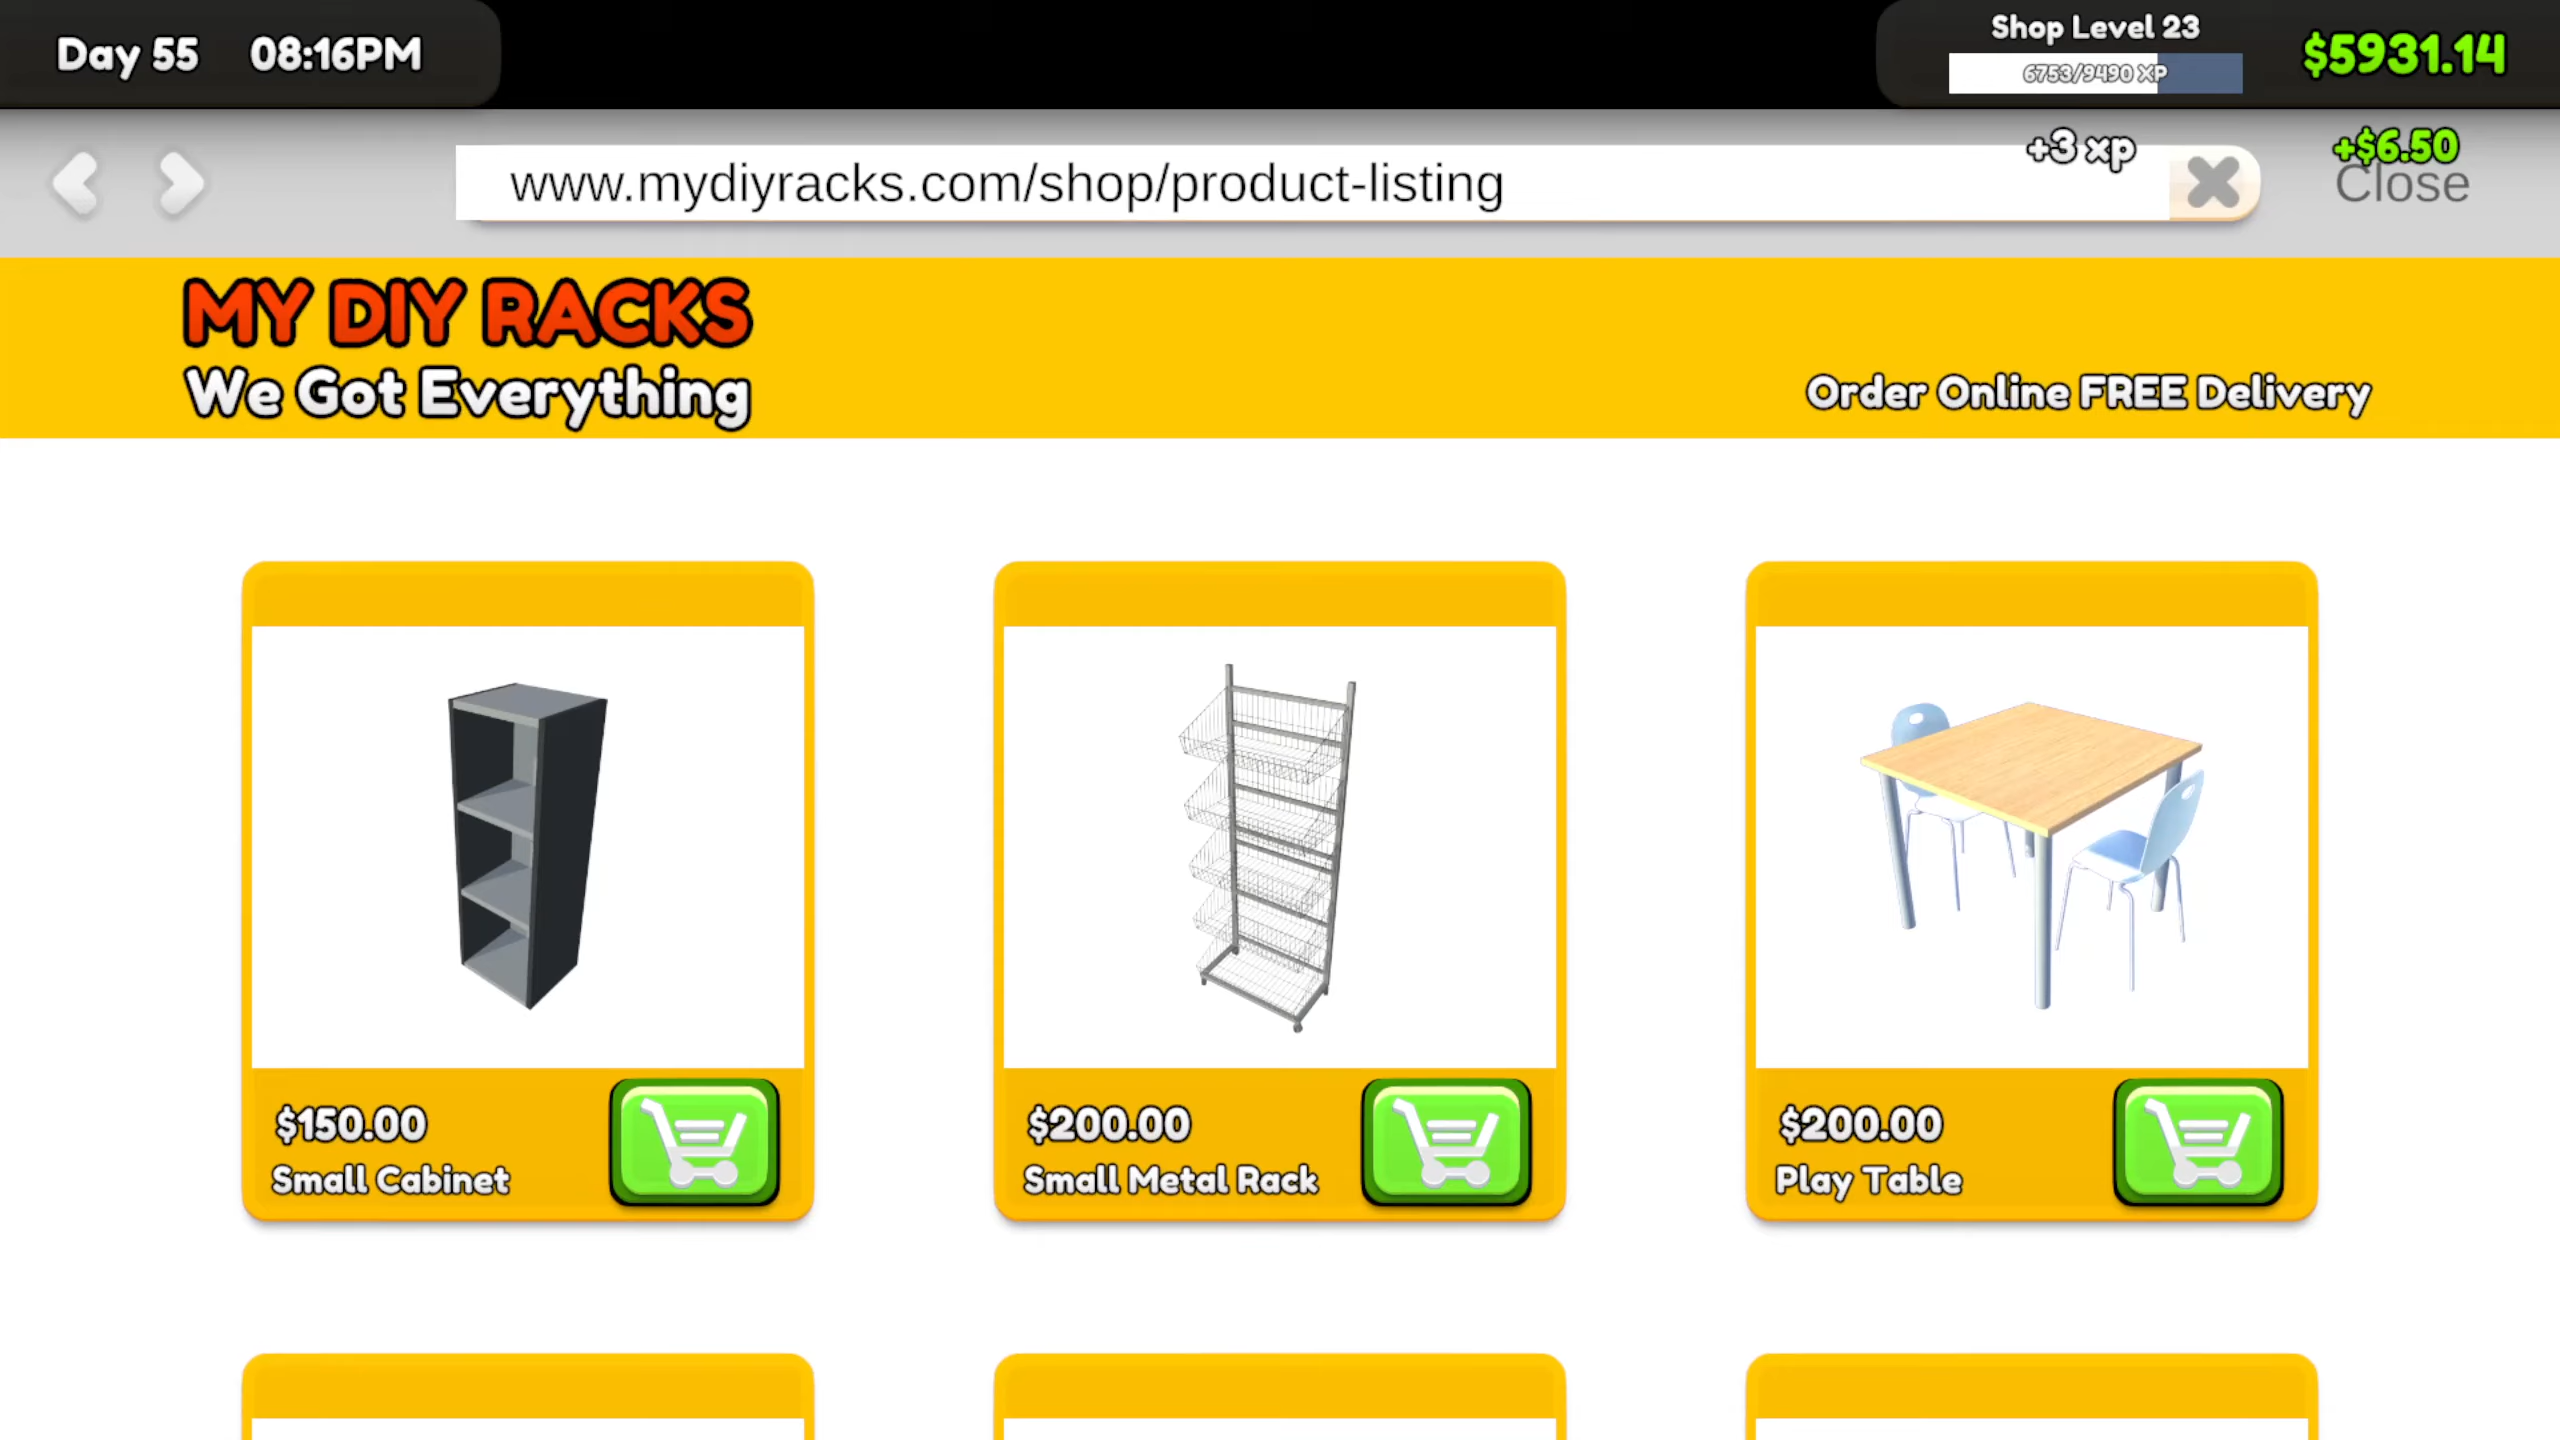 Day 55 08:16PM
Shop Level 23
6753/9490 XP
$5931.14
+3 xp
+$6.50
www.mydiyracks.com/shop/product-listing
Close
MY DIY RACKS
We Got Everything
Order Online FREE Delivery
$150.00
Small Cabinet
$200.00
Small Metal Rack
$200.00
Play Table